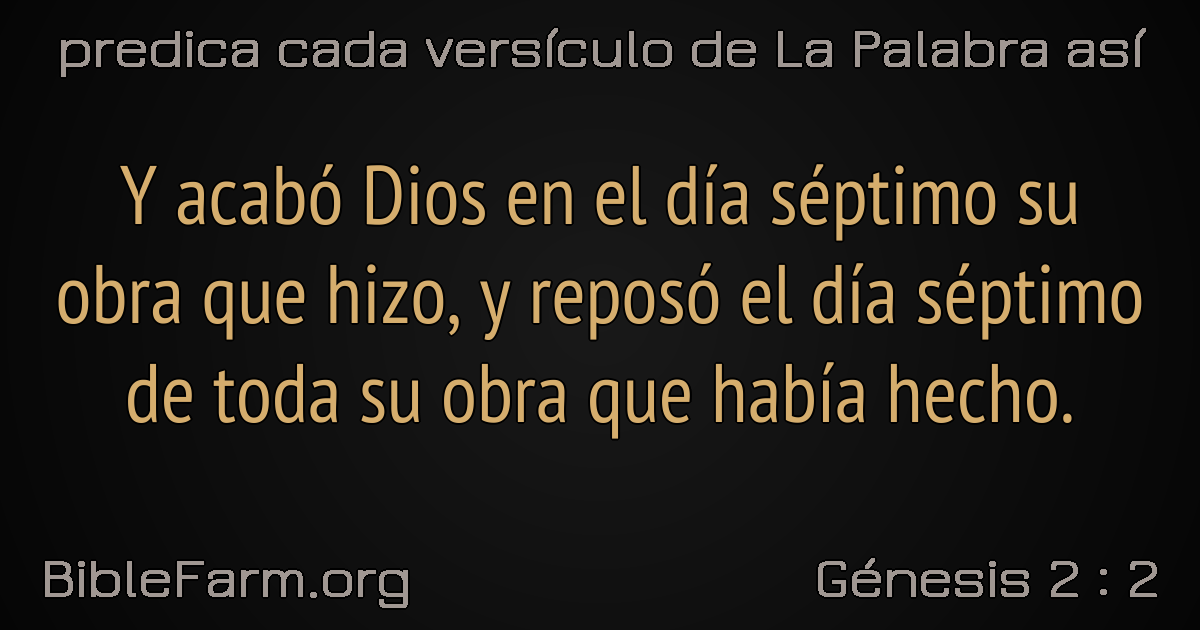 predica cada versículo de La Palabra así
Y acabó Dios en el día séptimo su
obra que hizo, y reposó el día séptimo
de toda su obra que había hecho.
BibleFarm.org
Génesis 2 : 2